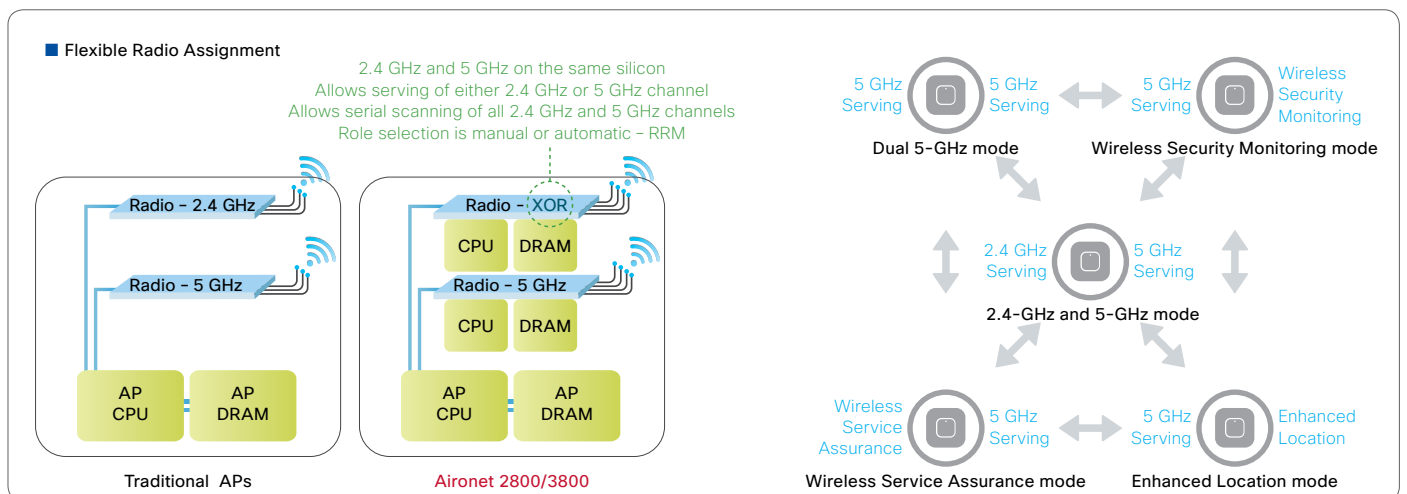 Flexible Radio Assignment
2.4 GHz and 5 GHz on the same silicon
Allows serving of either 2.4 GHz or 5 GHz channel
Allows serial scanning of all 2.4 GHz and 5 GHz channels
Role selection is manual or automatic – RRM
Radio – 2.4 GHz
Radio – 5 GHz
AP
CPU
AP
DRAM
Traditional APs
Radio – XOR
CPU
DRAM
Radio – 5 GHz
CPU
DRAM
AP
CPU
AP
DRAM
Aironet 2800/3800
5 GHz
Serving
5 GHz
Serving
Dual 5-GHz mode
5 GHz
Serving
Wireless
Security
Monitoring
Wireless Security Monitoring mode
2.4 GHz
Serving
5 GHz
Serving
2.4-GHz and 5-GHz mode
Wireless
Service
Assurance
5 GHz
Serving
Wireless Service Assurance mode
5 GHz
Serving
Enhanced
Location
Enhanced Location mode